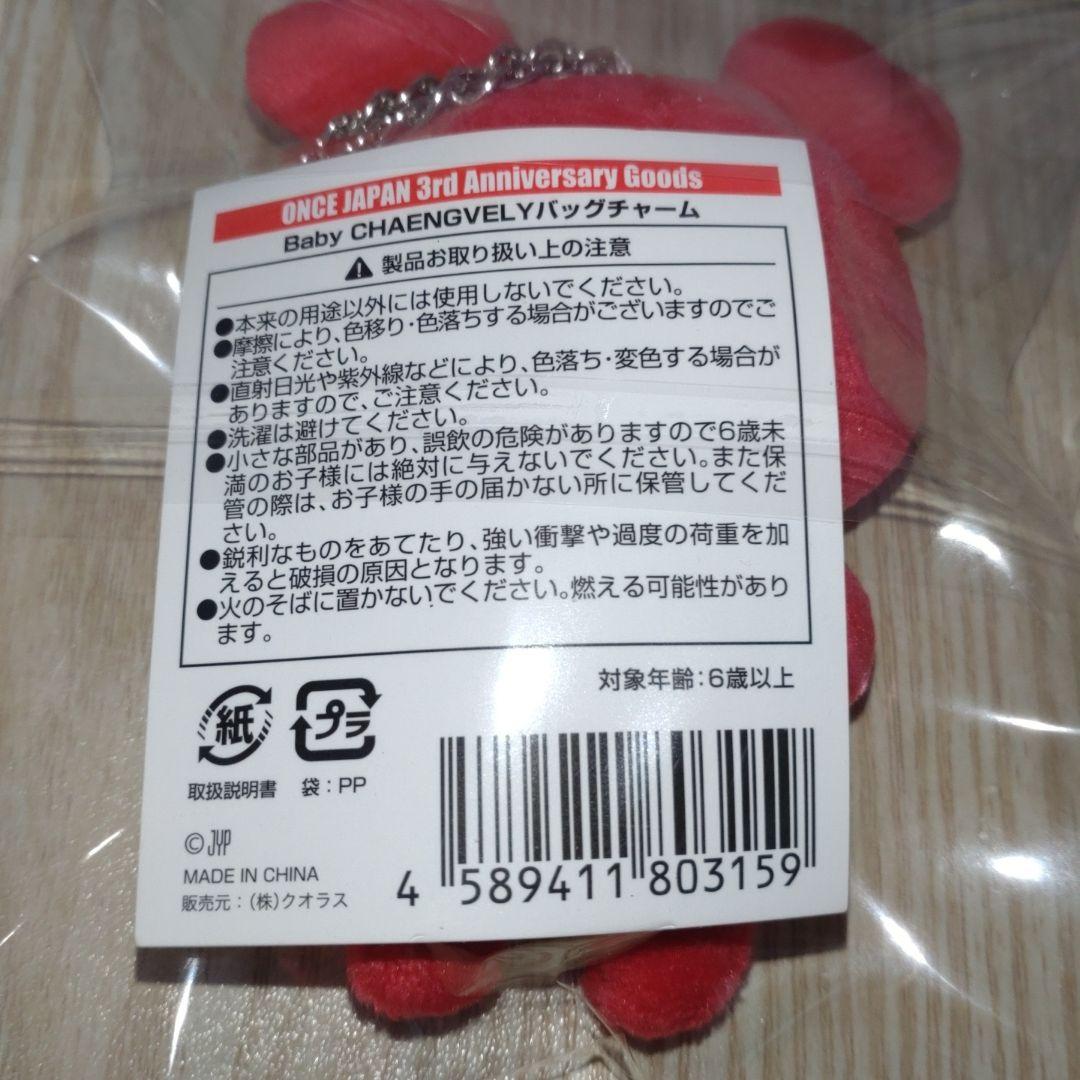 ONCE JAPAN 3rd Anniversary Goods
Baby CHAENGVELYバッグチャーム
製品お取り扱い上の注意
●本来の用途以外には使用しないでください。
●摩擦により、色移り・色落ちする場合がございますのでご
注意ください。
●直射日光や紫外線などにより、色落ち・変色する場合が
ありますので、ご注意ください。
●洗濯は避けてください。
●小さな部品があり、誤飲の危険がありますので6歳未
満のお子様には絶対に与えないでください。また保
管の際は、お子様の手の届かない所に保管してくだ
さい。
●鋭利なものをあてたり、強い衝撃や過度の荷重を加
えると破損の原因となります。
●火のそばに置かないでください。燃える可能性があり
ます。
対象年齢：6歳以上
紙 プラ
取扱説明書 袋：PP
© JYP
MADE IN CHINA
販売元：（株）クオラス
4 589411 803159